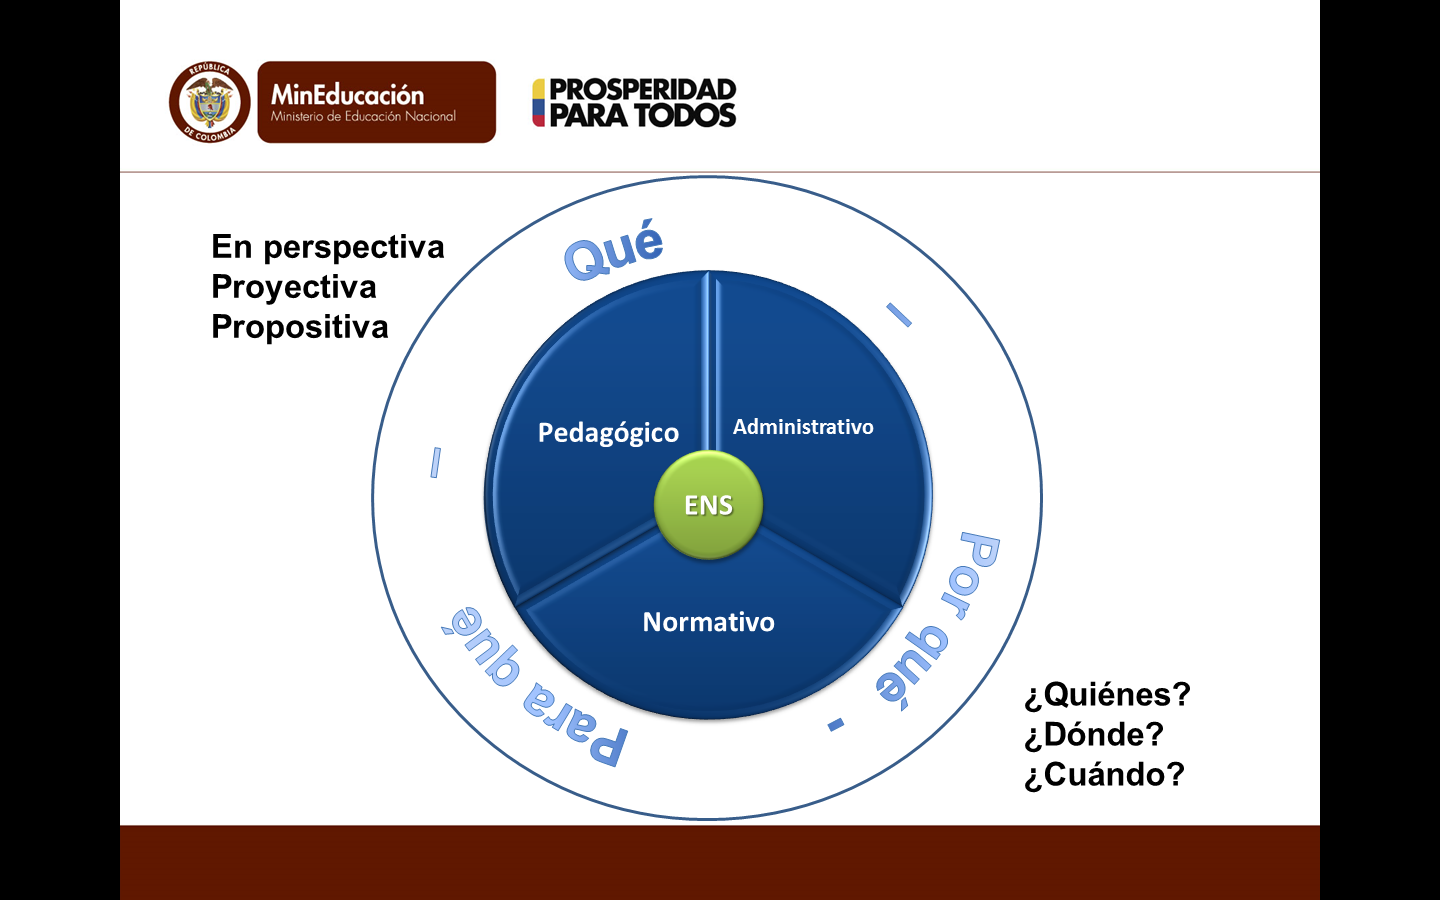 REPÚBLICA
DE COLOMBIA
MinEducación
Ministerio de Educación Nacional
PROSPERIDAD
PARA TODOS
En perspectiva
Proyectiva
Propositiva
Qué – Por qué - Para qué –
Pedagógico
Administrativo
ENS
Normativo
¿Quiénes?
¿Dónde?
¿Cuándo?